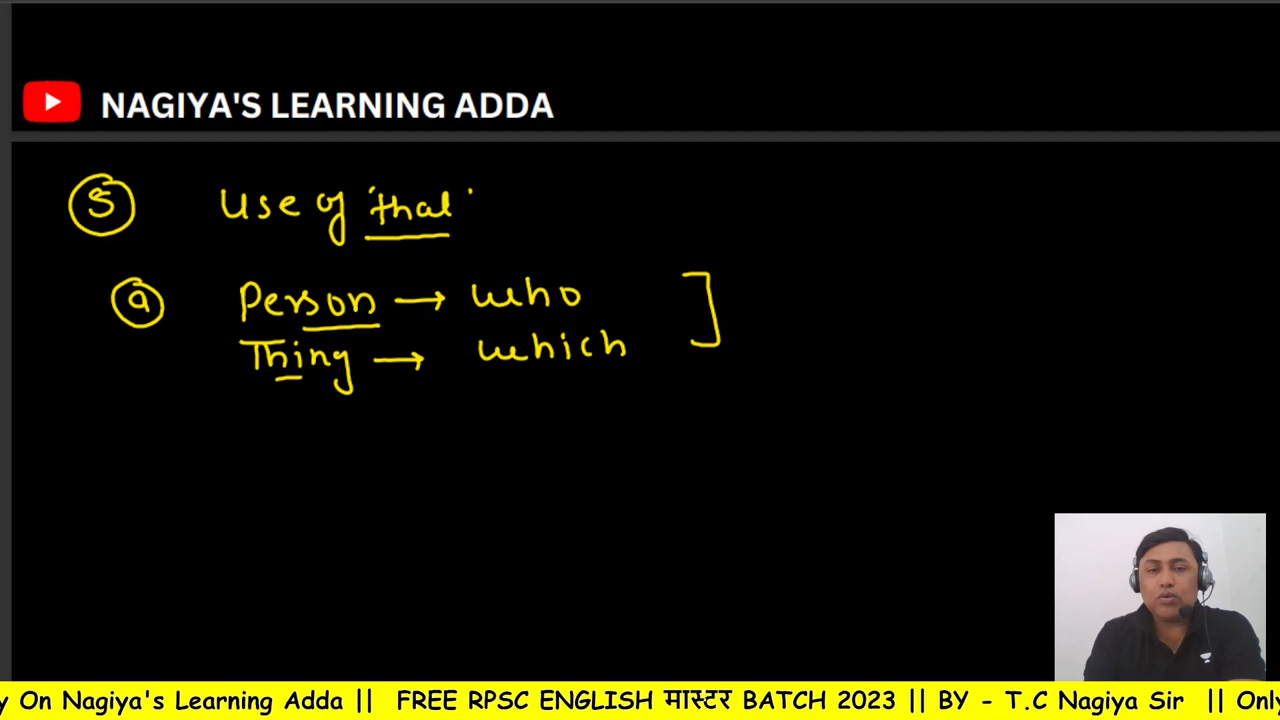 NAGIYA'S LEARNING ADDA
5 Use of 'that'
a Person → who
Thing → which
y On Nagiya's Learning Adda || FREE RPSC ENGLISH मास्टर BATCH 2023 || BY - T.C Nagiya Sir || Only